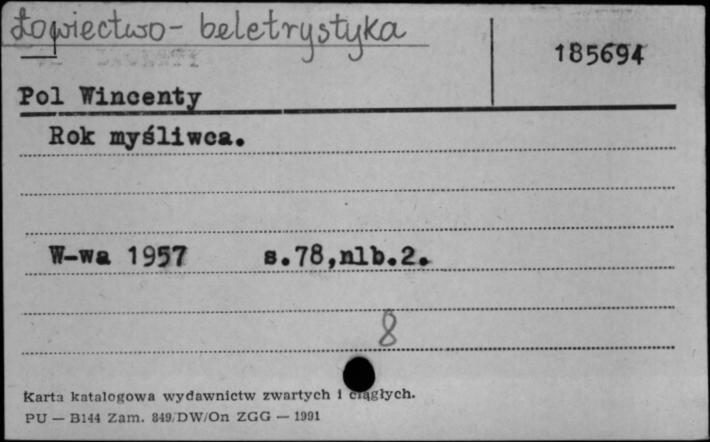 Łowiectwo - beletrystyka
185694
Pol Wincenty
Rok myśliwca.
W-wa 1957 s.78,nlb.2.
8
Karta katalogowa wydawnictw zwartych i ciągłych.
PU — B144 Zam. 849/DW/On ZGG — 1991